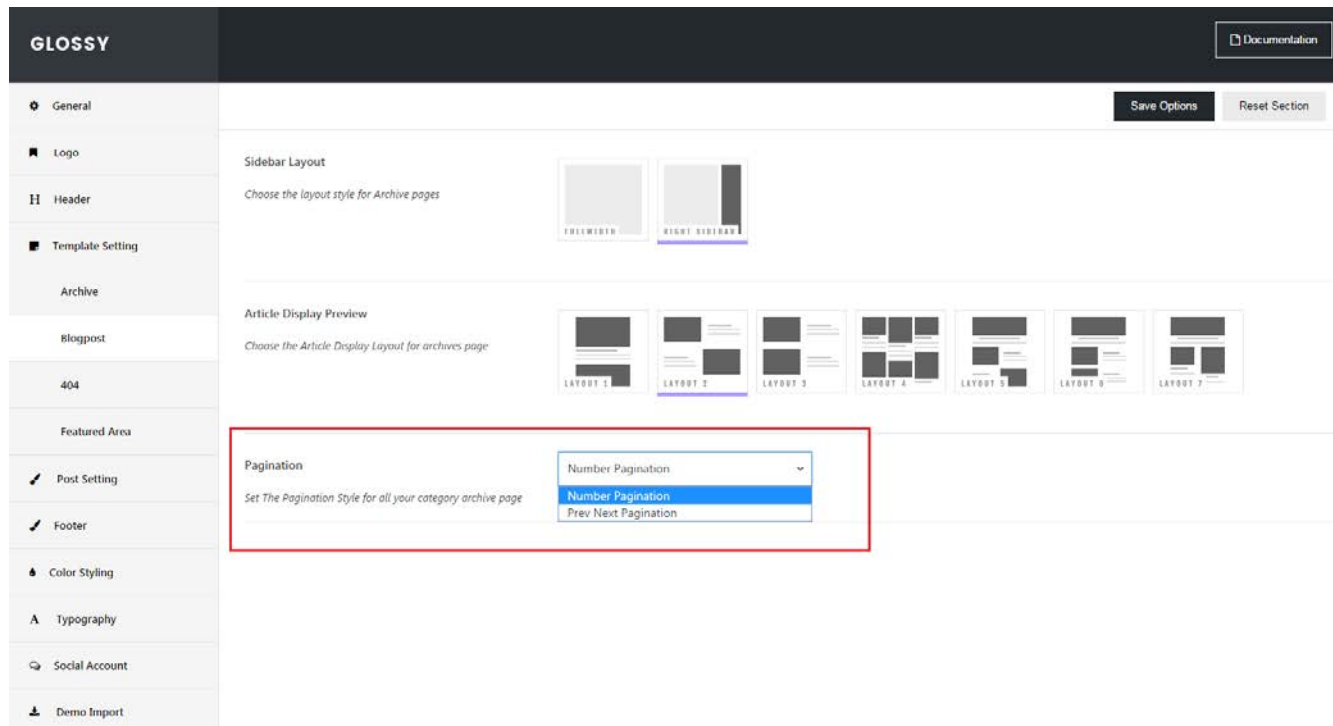 GLOSSY
Documentation
General
Save Options
Reset Section
Logo
Header
Template Setting
Archive
Blogpost
404
Featured Area
Post Setting
Footer
Color Styling
Typography
Social Account
Demo Import
Sidebar Layout
Choose the layout style for Archive pages
FULLWIDTH
RIGHT SIDEBAR
Article Display Preview
Choose the Article Display Layout for archives page
LAYOUT 1
LAYOUT 2
LAYOUT 3
LAYOUT 4
LAYOUT 5
LAYOUT 6
LAYOUT 7
Pagination
Set The Pagination Style for all your category archive page
Number Pagination
Number Pagination
Prev Next Pagination